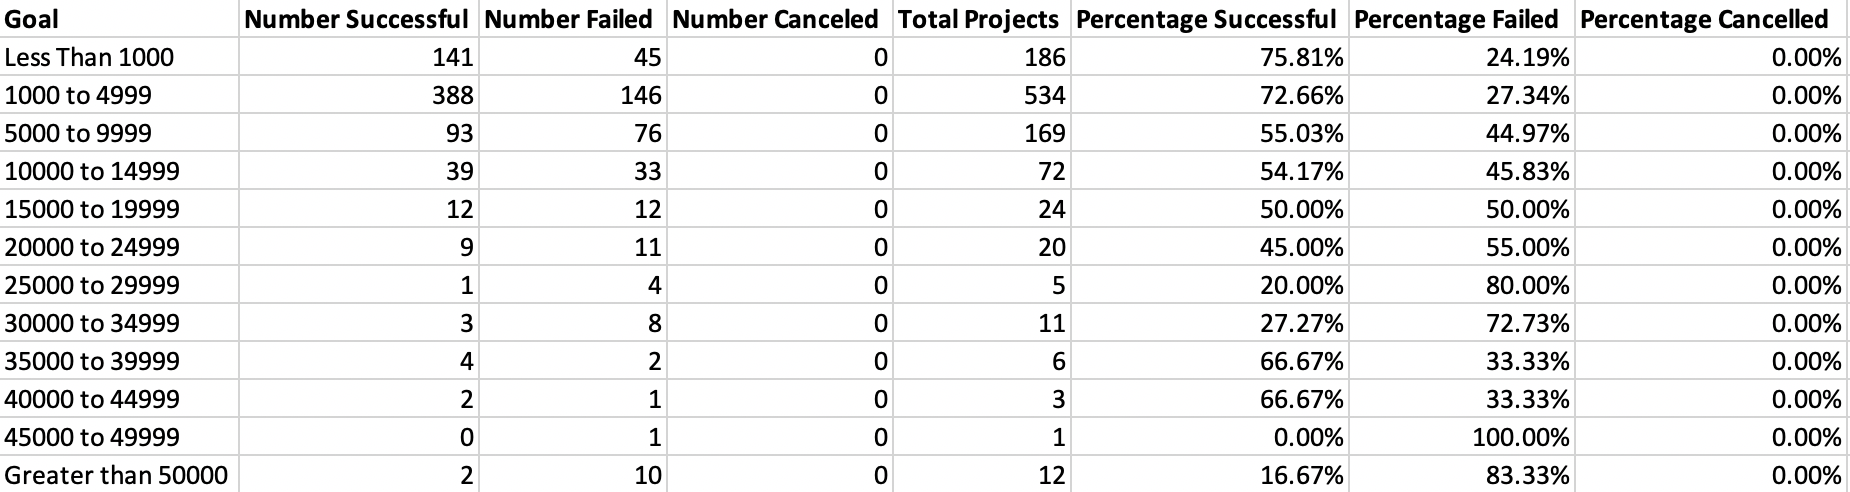 Goal Number Successful Number Failed Number Canceled Total Projects Percentage Successful Percentage Failed Percentage Cancelled
Less Than 1000 141 45 0 186 75.81% 24.19% 0.00%
1000 to 4999 388 146 0 534 72.66% 27.34% 0.00%
5000 to 9999 93 76 0 169 55.03% 44.97% 0.00%
10000 to 14999 39 33 0 72 54.17% 45.83% 0.00%
15000 to 19999 12 12 0 24 50.00% 50.00% 0.00%
20000 to 24999 9 11 0 20 45.00% 55.00% 0.00%
25000 to 29999 1 4 0 5 20.00% 80.00% 0.00%
30000 to 34999 3 8 0 11 27.27% 72.73% 0.00%
35000 to 39999 4 2 0 6 66.67% 33.33% 0.00%
40000 to 44999 2 1 0 3 66.67% 33.33% 0.00%
45000 to 49999 0 1 0 1 0.00% 100.00% 0.00%
Greater than 50000 2 10 0 12 16.67% 83.33% 0.00%